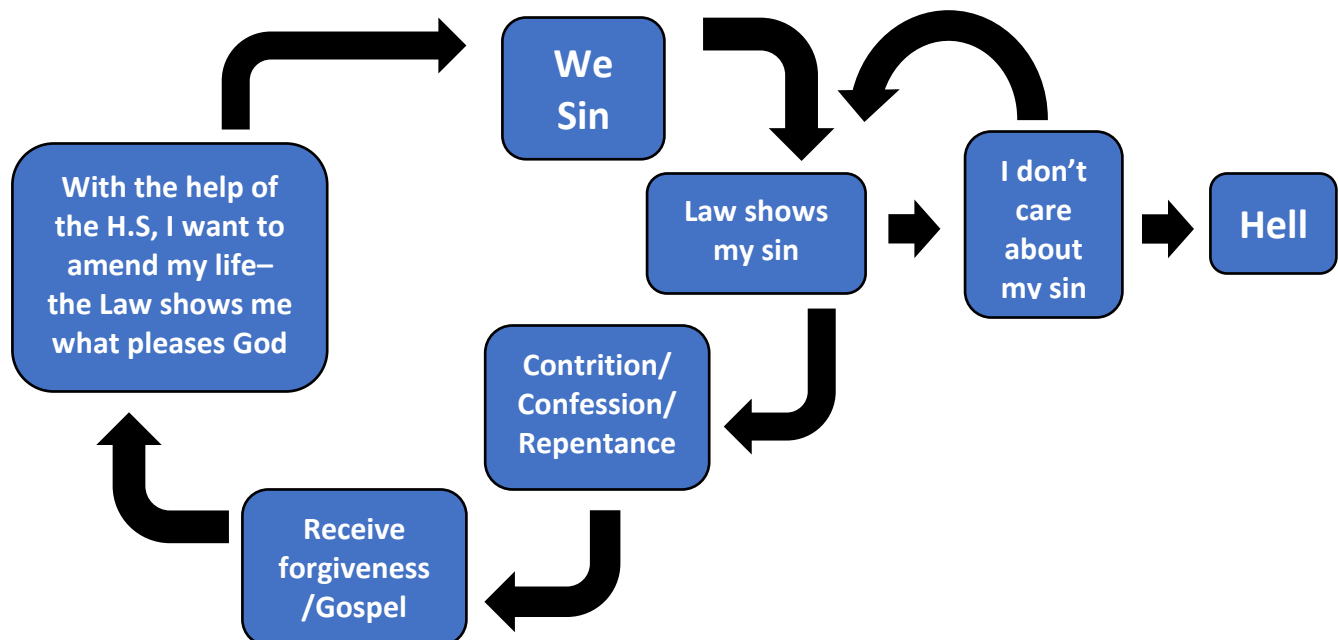 We
Sin
Law shows
my sin
I don't
care
about
my sin
Hell
Contrition/
Confession/
Repentance
Receive
forgiveness
/Gospel
With the help of
the H.S, I want to
amend my life–
the Law shows me
what pleases God